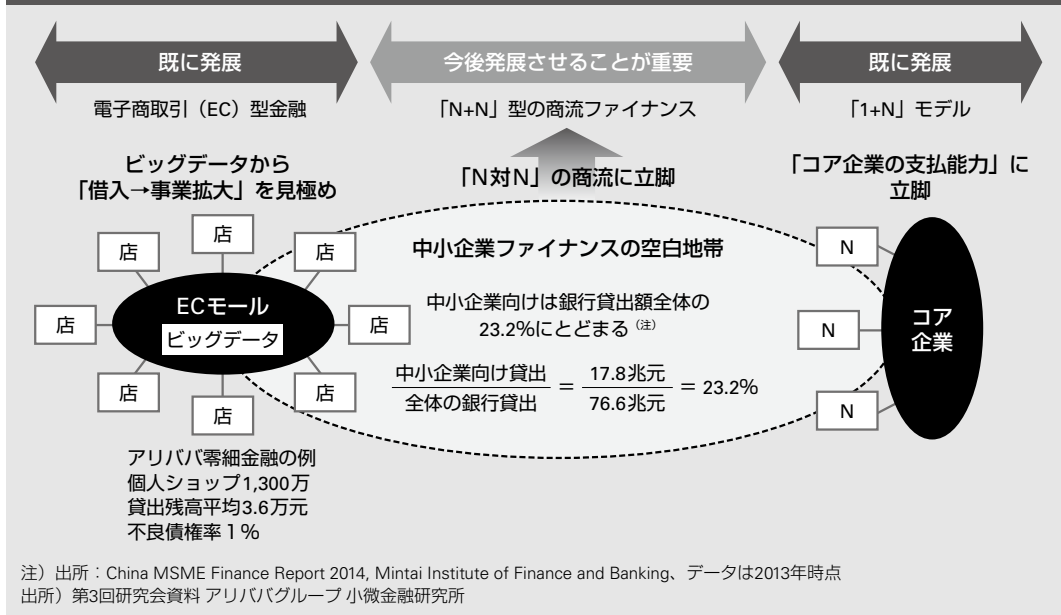 既に発展
今後発展させることが重要
既に発展
電子商取引（EC）型金融
「N+N」型の商流ファイナンス
「1+N」モデル
ビッグデータから
「借入→事業拡大」を見極め
「N対N」の商流に立脚
「コア企業の支払能力」に
立脚
店
店
店
店
店
店
店
店
ECモール
ビッグデータ
中小企業ファイナンスの空白地帯
中小企業向けは銀行貸出額全体の
23.2%にとどまる（注）
中小企業向け貸出
全体の銀行貸出
=
17.8兆元
76.6兆元
= 23.2%
N
N
N
コア
企業
アリババ零細金融の例
個人ショップ1,300万
貸出残高平均3.6万元
不良債権率１%
注）出所：China MSME Finance Report 2014, Mintai Institute of Finance and Banking、データは2013年時点
出所）第3回研究会資料 アリババグループ 小微金融研究所